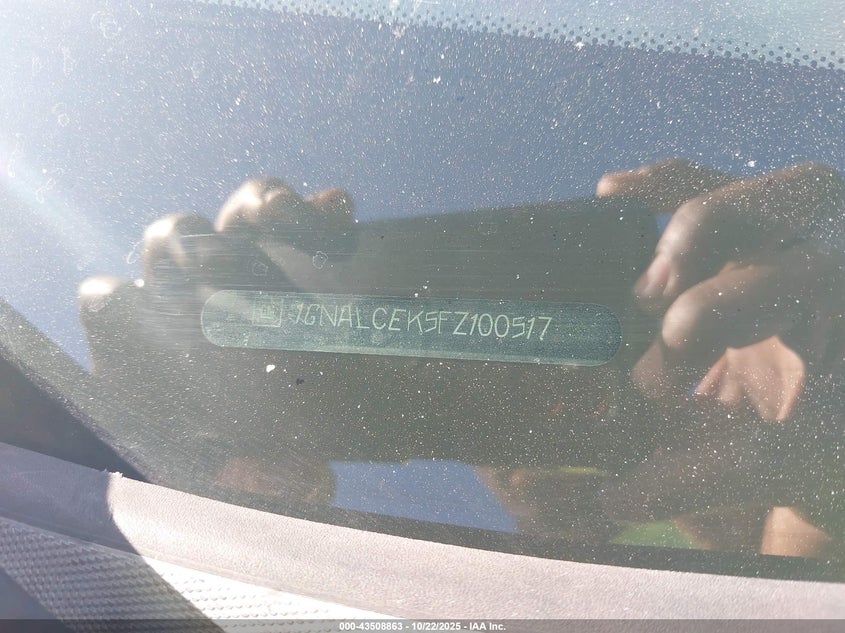 1GNALCEK5FZ100517
000-43508863 - 10/22/2025 - IAA Inc.